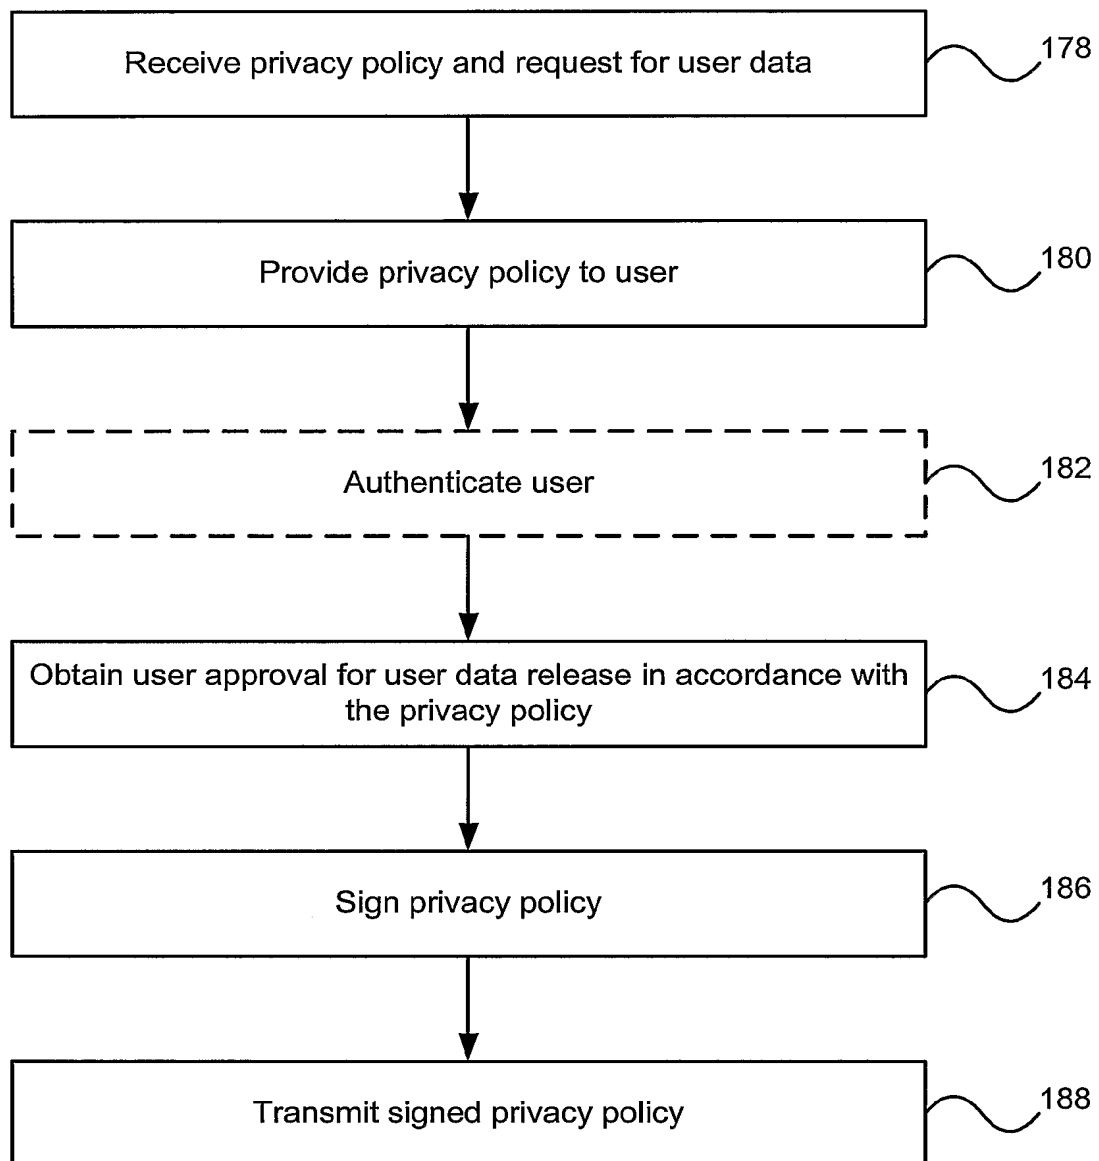 Receive privacy policy and request for user data
178
Provide privacy policy to user
180
Authenticate user
182
Obtain user approval for user data release in accordance with
the privacy policy
184
Sign privacy policy
186
Transmit signed privacy policy
188